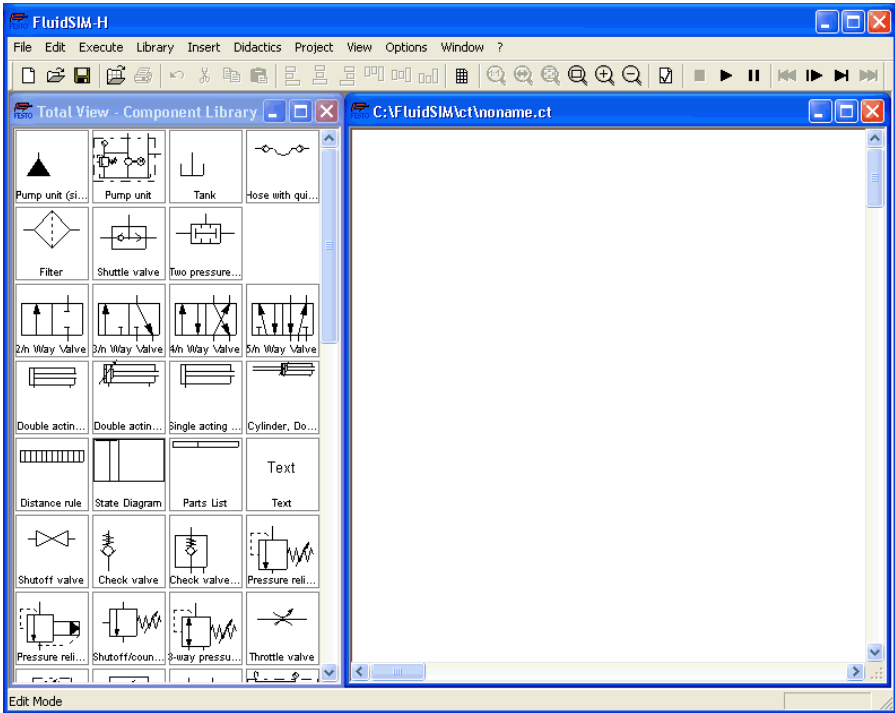 FluidSIM-H
File Edit Execute Library Insert Didactics Project View Options Window ?
FESTO Total View - Component Library
FESTO C:\FluidSIM\ct\noname.ct
Pump unit (si... Pump unit Tank Hose with qui...
Filter Shuttle valve Two pressure...
2/n Way Valve 3/n Way Valve 4/n Way Valve 5/n Way Valve
Double actin... Double actin... Single acting ... Cylinder, Do...
Text
Distance rule State Diagram Parts List Text
Shutoff valve Check valve Check valve... Pressure reli...
Pressure reli... Shutoff/coun... 3-way pressu... Throttle valve
Edit Mode